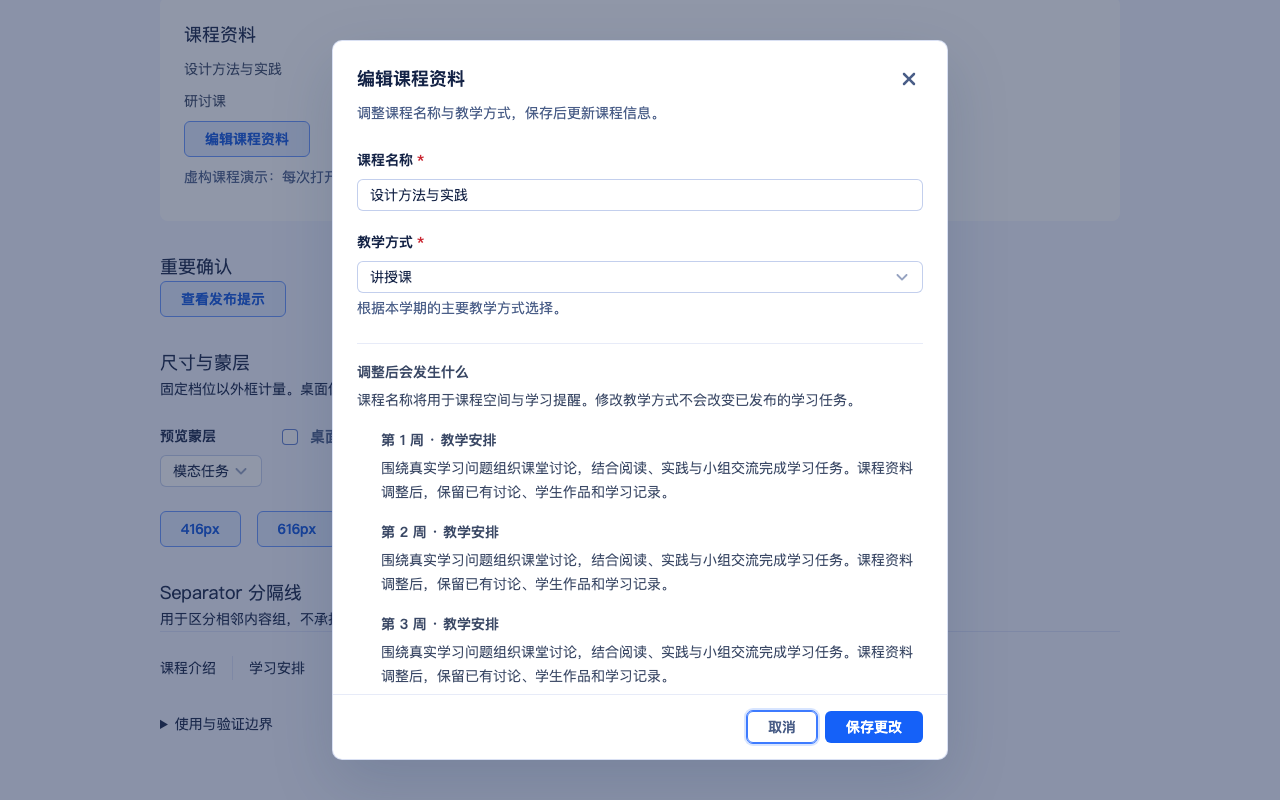 课程资料
设计方法与实践
研讨课
编辑课程资料
虚构课程演示：每次打开
重要确认
查看发布提示
尺寸与蒙层
固定档位以外框计量。桌面
预览蒙层
桌面
模态任务
416px
616px
Separator 分隔线
用于区分相邻内容组，不承
课程介绍
学习安排
使用与验证边界
编辑课程资料
调整课程名称与教学方式，保存后更新课程信息。
课程名称 *
设计方法与实践
教学方式 *
讲授课
根据本学期的主要教学方式选择。
调整后会发生什么
课程名称将用于课程空间与学习提醒。修改教学方式不会改变已发布的学习任务。
第 1 周 · 教学安排
围绕真实学习问题组织课堂讨论，结合阅读、实践与小组交流完成学习任务。课程资料
调整后，保留已有讨论、学生作品和学习记录。
第 2 周 · 教学安排
围绕真实学习问题组织课堂讨论，结合阅读、实践与小组交流完成学习任务。课程资料
调整后，保留已有讨论、学生作品和学习记录。
第 3 周 · 教学安排
围绕真实学习问题组织课堂讨论，结合阅读、实践与小组交流完成学习任务。课程资料
调整后，保留已有讨论、学生作品和学习记录。
取消
保存更改